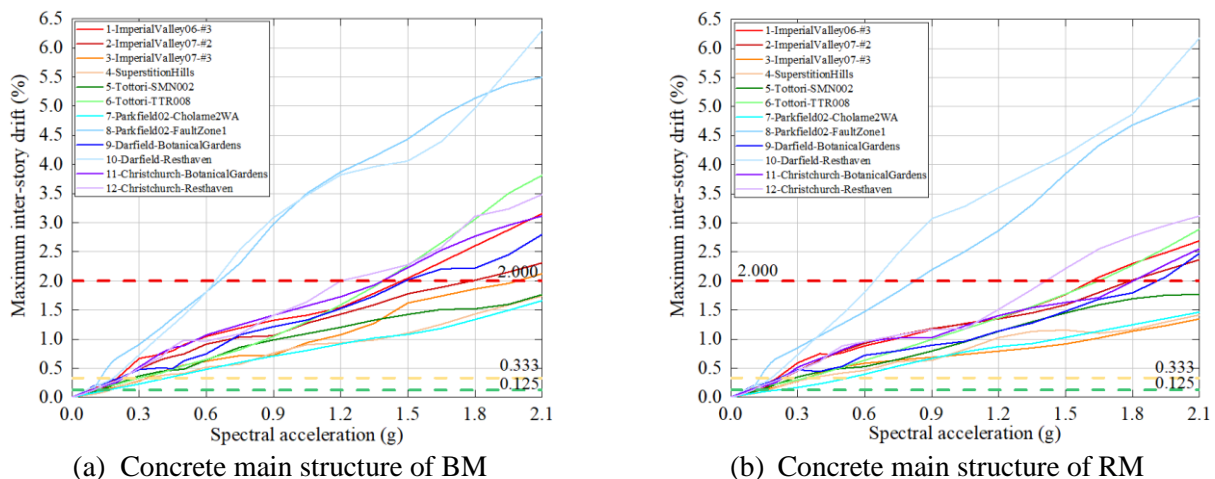 6.5
6.0
5.5
5.0
4.5
4.0
3.5
3.0
2.5
2.0
1.5
1.0
0.5
0.0
Maximum inter-story drift (%)
1-ImperialValley06-#3
2-ImperialValley07-#2
3-ImperialValley07-#3
4-SuperstitionHills
5-Tottori-SMN002
6-Tottori-TTR008
7-Parkfield02-Cholame2WA
8-Parkfield02-FaultZone1
9-Darfield-BotanicalGardens
10-Darfield-Resthaven
11-Christchurch-BotanicalGardens
12-Christchurch-Resthaven
2.000
0.333
0.125
0.0 0.3 0.6 0.9 1.2 1.5 1.8 2.1
Spectral acceleration (g)
(a) Concrete main structure of BM
6.5
6.0
5.5
5.0
4.5
4.0
3.5
3.0
2.5
2.0
1.5
1.0
0.5
0.0
Maximum inter-story drift (%)
1-ImperialValley06-#3
2-ImperialValley07-#2
3-ImperialValley07-#3
4-SuperstitionHills
5-Tottori-SMN002
6-Tottori-TTR008
7-Parkfield02-Cholame2WA
8-Parkfield02-FaultZone1
9-Darfield-BotanicalGardens
10-Darfield-Resthaven
11-Christchurch-BotanicalGardens
12-Christchurch-Resthaven
2.000
0.333
0.125
0.0 0.3 0.6 0.9 1.2 1.5 1.8 2.1
Spectral acceleration (g)
(b) Concrete main structure of RM